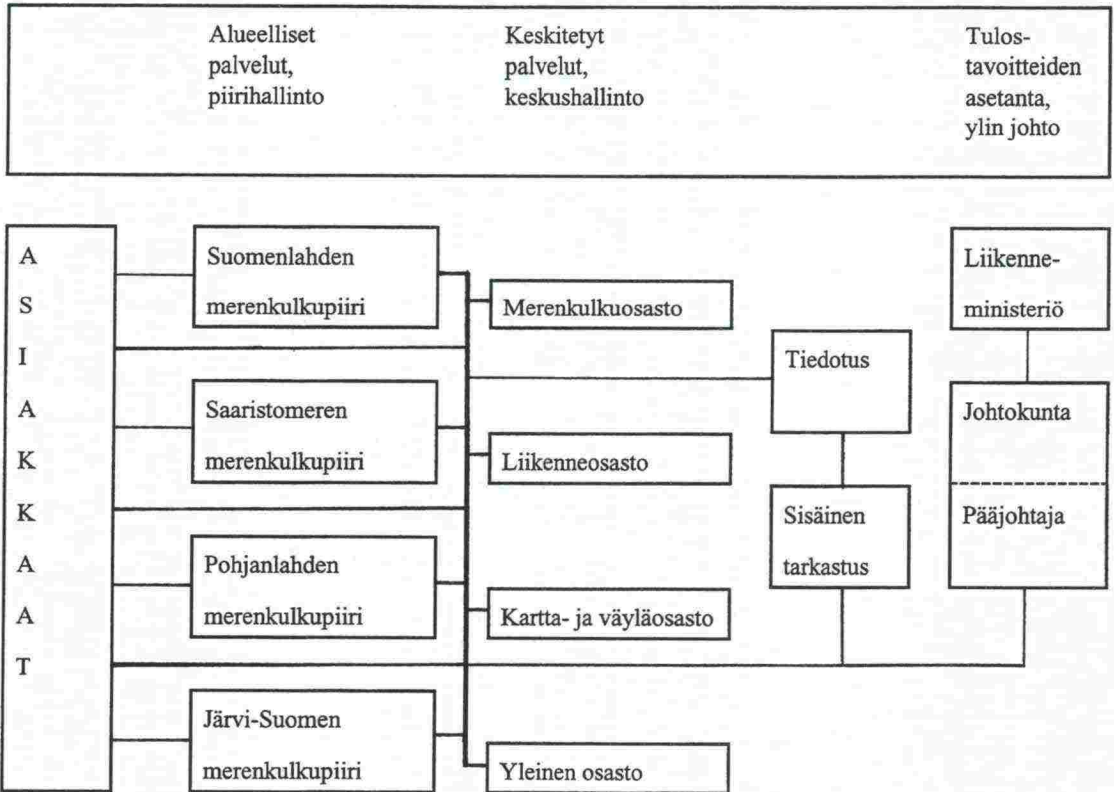 Alueelliset
palvelut,
piirihallinto
Keskitetyt
palvelut,
keskushallinto
Tulos-
tavoitteiden
asetanta,
ylin johto
A
S
I
A
K
K
A
A
T
Suomenlahden
merenkulkupiiri
Saaristomeren
merenkulkupiiri
Pohjanlahden
merenkulkupiiri
Järvi-Suomen
merenkulkupiiri
Merenkulkuosasto
Liikenneosasto
Kartta- ja väyläosasto
Yleinen osasto
Tiedotus
Sisäinen
tarkastus
Liikenne-
ministeriö
Johtokunta
Pääjohtaja